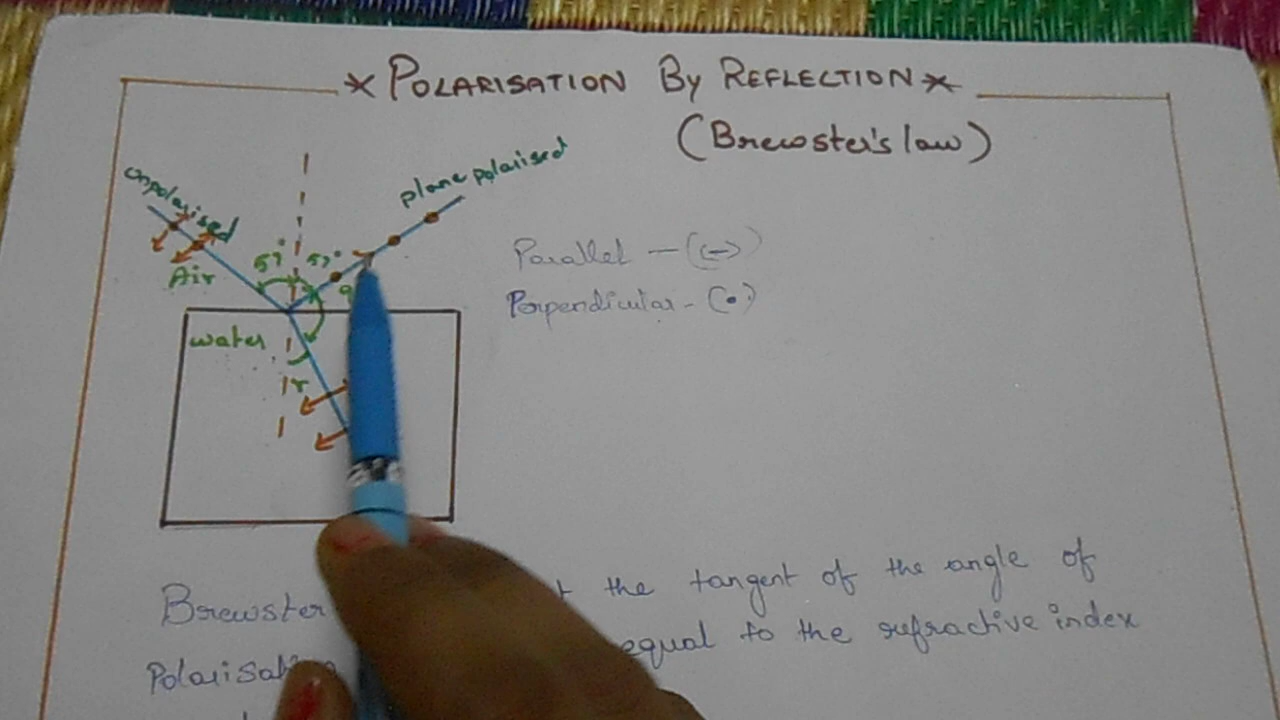 * POLARISATION BY REFLECTION *
(Brewster's law)
unpolarised
plane polarised
57° 57°
Air
Parallel - (↔)
Perpendicular - (•)
water
r
Brewster the tangent of the angle of
equal to the refractive index